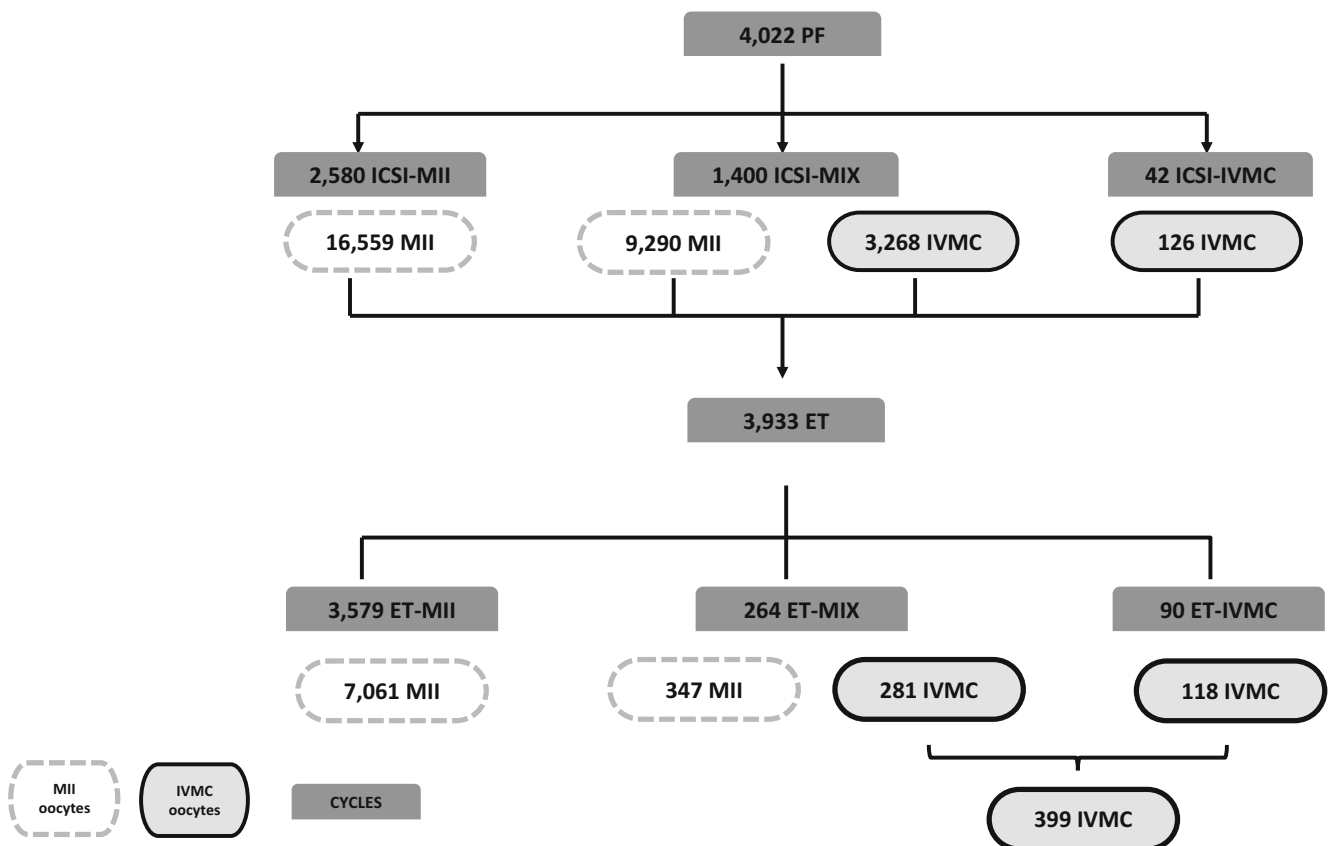 4,022 PF
2,580 ICSI-MII
1,400 ICSI-MIX
42 ICSI-IVMC
16,559 MII
9,290 MII
3,268 IVMC
126 IVMC
3,933 ET
3,579 ET-MII
264 ET-MIX
90 ET-IVMC
7,061 MII
347 MII
281 IVMC
118 IVMC
MII
oocytes
IVMC
oocytes
CYCLES
399 IVMC